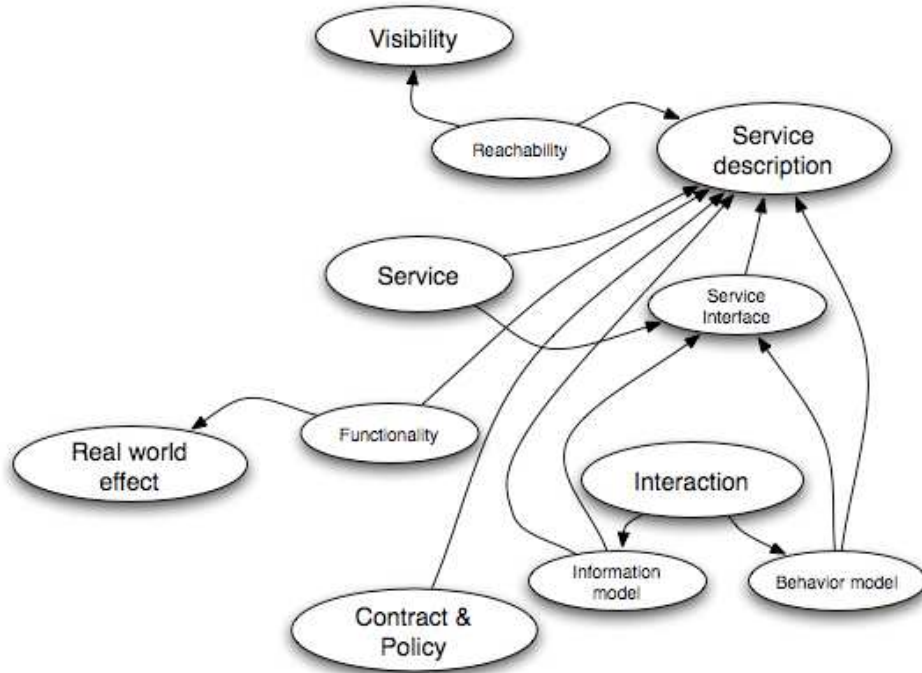 Visibility
Reachability
Service
description
Service
Service
Interface
Functionality
Real world
effect
Interaction
Information
model
Behavior model
Contract &
Policy